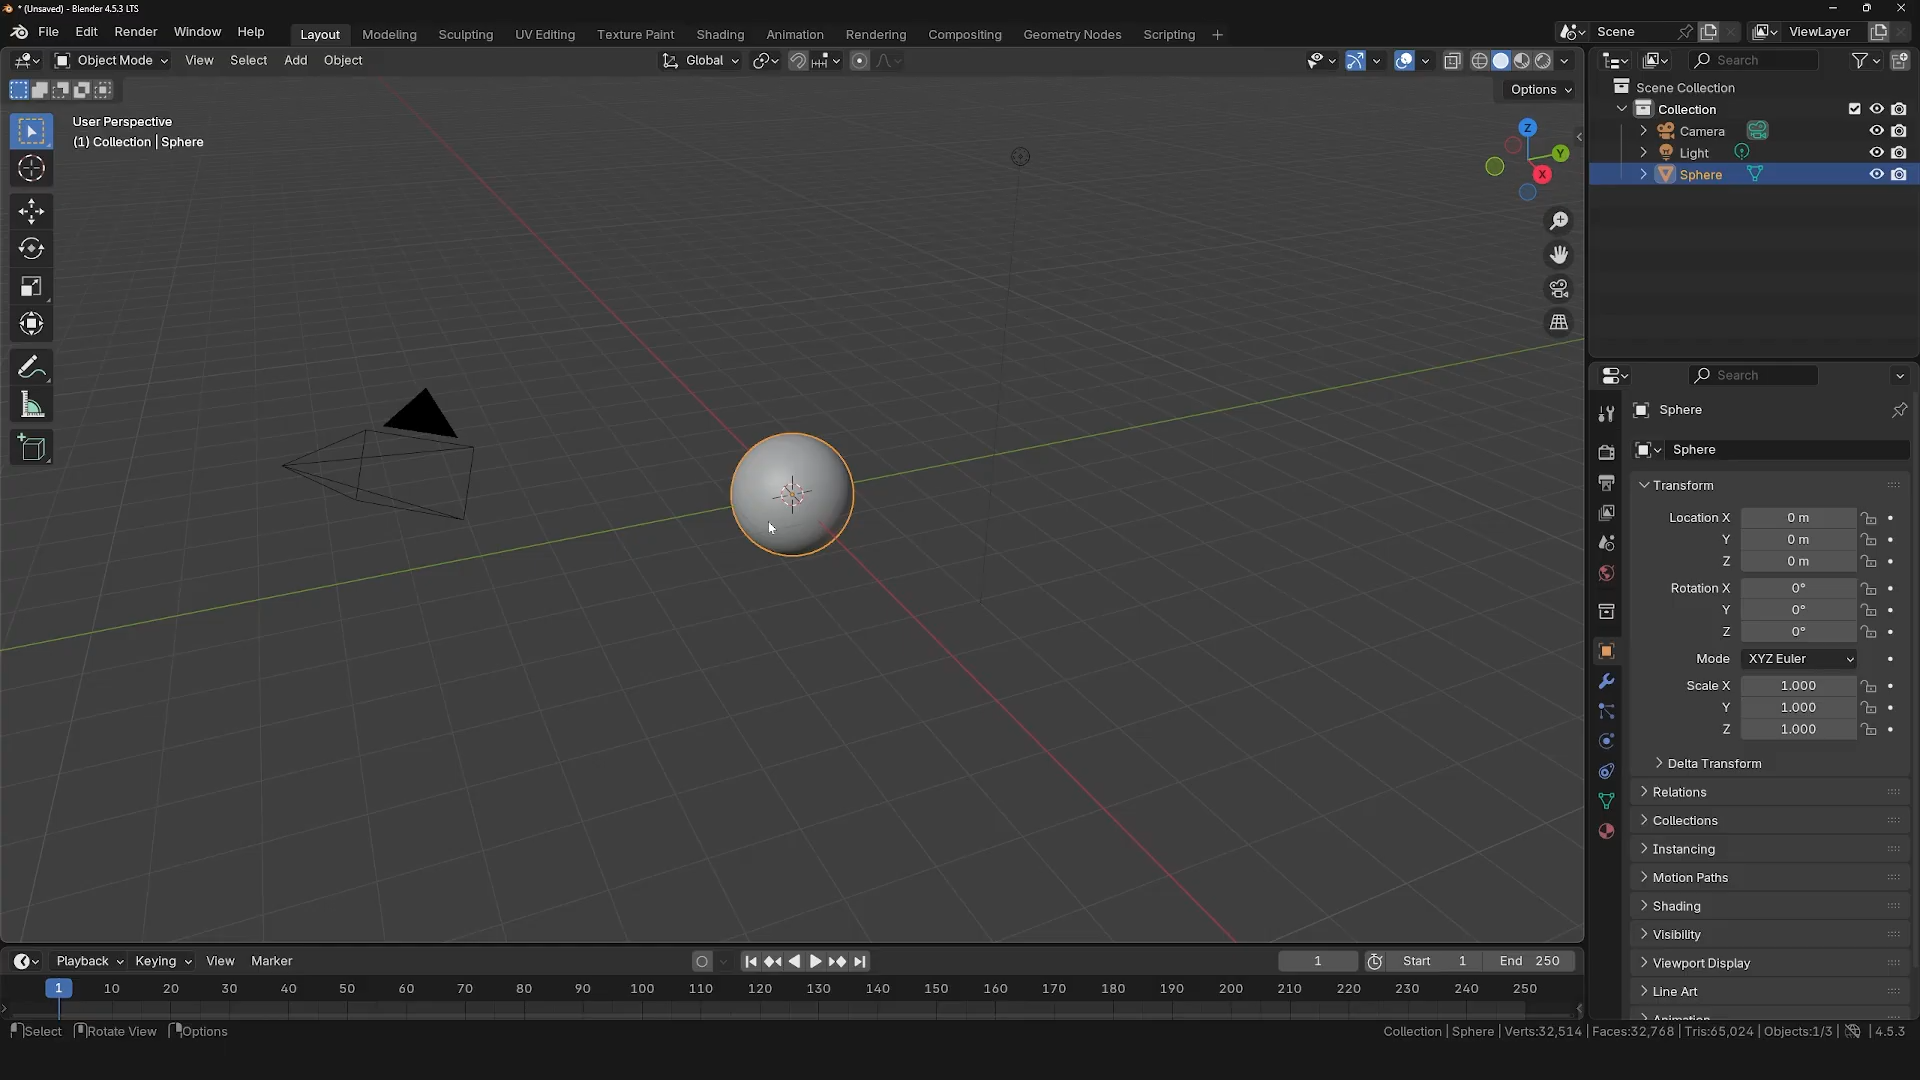 * (Unsaved) - Blender 4.5.3 LTS
File Edit Render Window Help Layout Modeling Sculpting UV Editing Texture Paint Shading Animation Rendering Compositing Geometry Nodes Scripting + Scene ViewLayer
Object Mode View Select Add Object Global Search
Options
User Perspective
(1) Collection | Sphere
Z
Y
X
Scene Collection
Collection
Camera
Light
Sphere
Search
Sphere
Sphere
Transform
Location X 0 m
Y 0 m
Z 0 m
Rotation X 0°
Y 0°
Z 0°
Mode XYZ Euler
Scale X 1.000
Y 1.000
Z 1.000
Delta Transform
Relations
Collections
Instancing
Motion Paths
Shading
Visibility
Viewport Display
Line Art
Animation
Playback Keying View Marker 1 Start 1 End 250
1 10 20 30 40 50 60 70 80 90 100 110 120 130 140 150 160 170 180 190 200 210 220 230 240 250
Select Rotate View Options
Collection | Sphere | Verts:32,514 | Faces:32,768 | Tris:65,024 | Objects:1/3 | 4.5.3